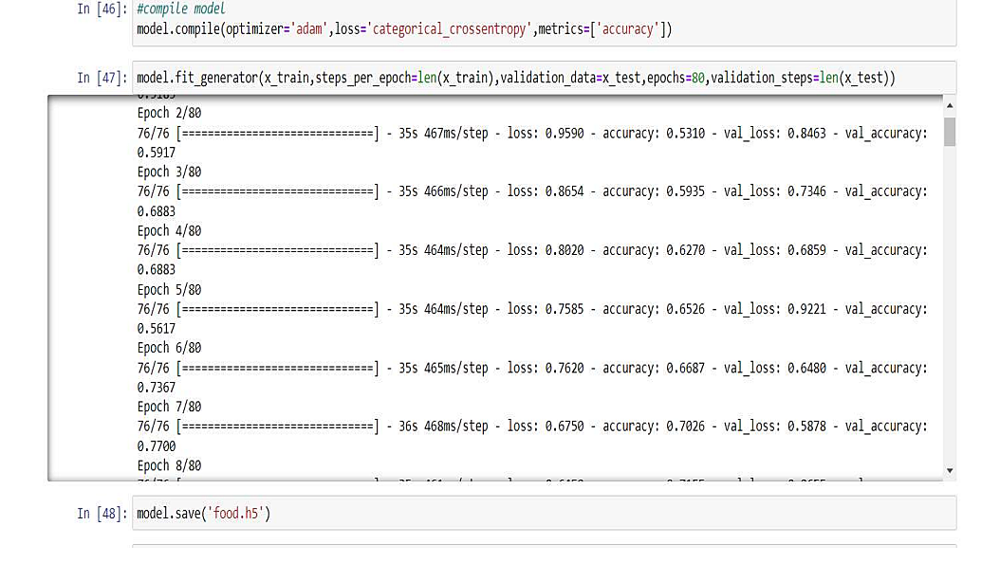 In [46]: #compile model
model.compile(optimizer='adam',loss='categorical_crossentropy',metrics=['accuracy'])
In [47]: model.fit_generator(x_train,steps_per_epoch=len(x_train),validation_data=x_test,epochs=80,validation_steps=len(x_test))
Epoch 2/80
76/76 [==============================] - 35s 467ms/step - loss: 0.9590 - accuracy: 0.5310 - val_loss: 0.8463 - val_accuracy:
0.5917
Epoch 3/80
76/76 [==============================] - 35s 466ms/step - loss: 0.8654 - accuracy: 0.5935 - val_loss: 0.7346 - val_accuracy:
0.6883
Epoch 4/80
76/76 [==============================] - 35s 464ms/step - loss: 0.8020 - accuracy: 0.6270 - val_loss: 0.6859 - val_accuracy:
0.6883
Epoch 5/80
76/76 [==============================] - 35s 464ms/step - loss: 0.7585 - accuracy: 0.6526 - val_loss: 0.9221 - val_accuracy:
0.5617
Epoch 6/80
76/76 [==============================] - 35s 465ms/step - loss: 0.7620 - accuracy: 0.6687 - val_loss: 0.6480 - val_accuracy:
0.7367
Epoch 7/80
76/76 [==============================] - 36s 468ms/step - loss: 0.6750 - accuracy: 0.7026 - val_loss: 0.5878 - val_accuracy:
0.7700
Epoch 8/80
In [48]: model.save('food.h5')